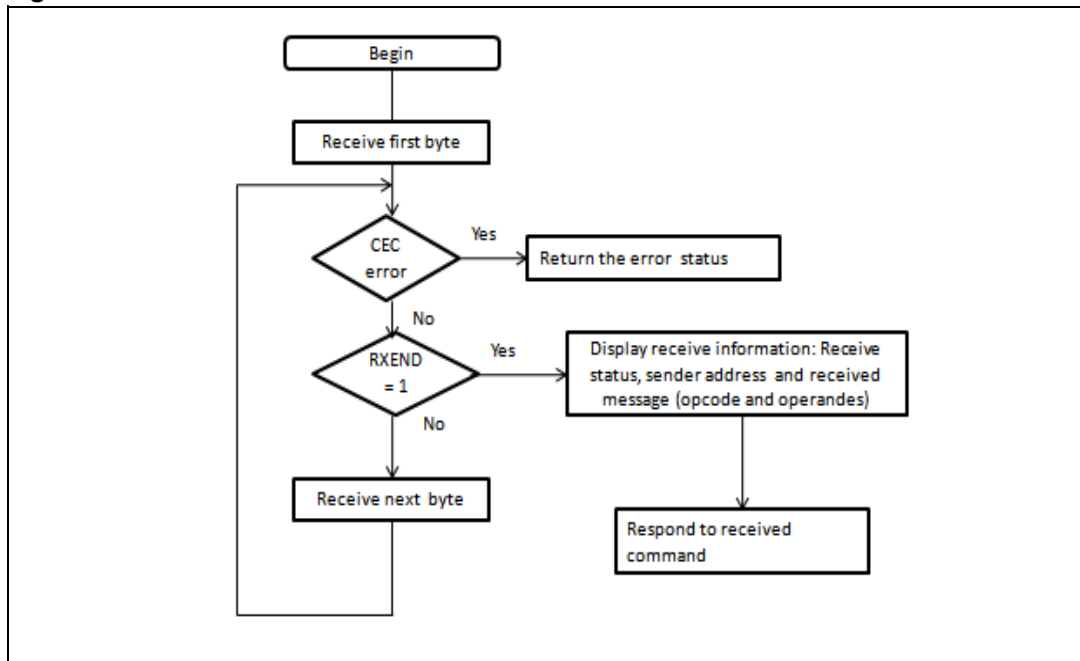 Begin
Receive first byte
CEC
error
Yes
Return the error status
No
RXEND
= 1
Yes
Display receive information: Receive
status, sender address and received
message (opcode and operandes)
No
Receive next byte
Respond to received
command